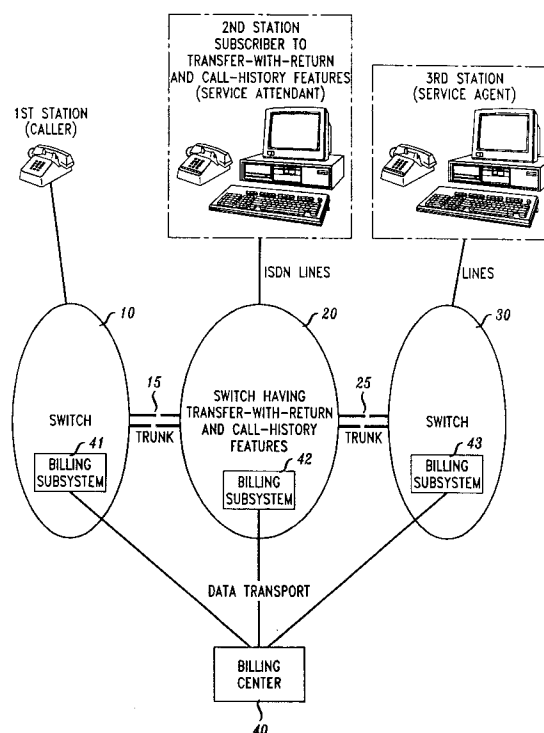 2ND STATION
SUBSCRIBER TO
TRANSFER-WITH-RETURN
AND CALL-HISTORY FEATURES
(SERVICE ATTENDANT)
3RD STATION
(SERVICE AGENT)
1ST STATION
(CALLER)
ISDN LINES
LINES
10
20
30
15
25
SWITCH
TRUNK
SWITCH HAVING
TRANSFER-WITH-RETURN
AND CALL-HISTORY
FEATURES
TRUNK
SWITCH
41
BILLING
SUBSYSTEM
42
BILLING
SUBSYSTEM
43
BILLING
SUBSYSTEM
DATA TRANSPORT
BILLING
CENTER
40